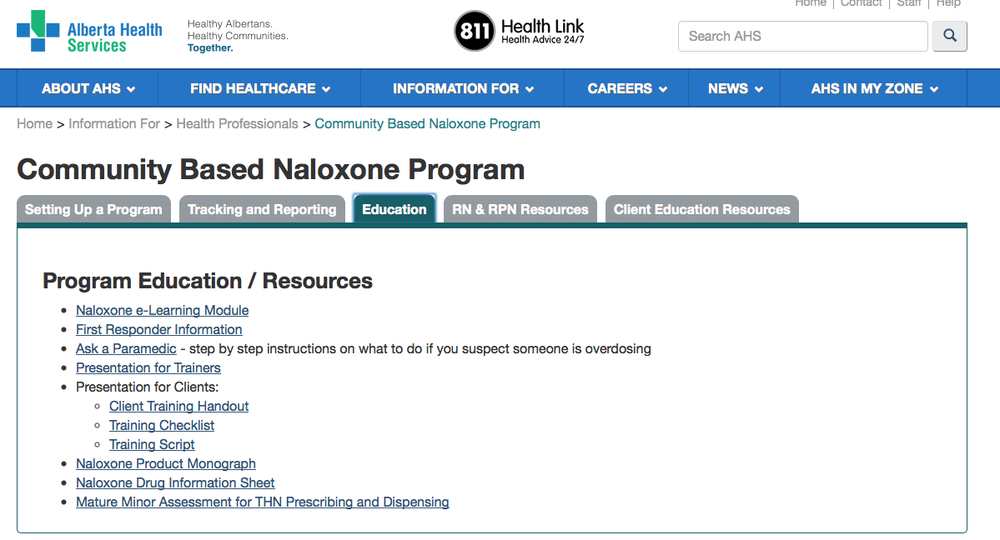 Home | Contact | Staff | Help
Alberta Health
Services
Healthy Albertans.
Healthy Communities.
Together.
811
Health Link
Health Advice 24/7
Search AHS
ABOUT AHS
FIND HEALTHCARE
INFORMATION FOR
CAREERS
NEWS
AHS IN MY ZONE
Home > Information For > Health Professionals > Community Based Naloxone Program
Community Based Naloxone Program
Setting Up a Program
Tracking and Reporting
Education
RN & RPN Resources
Client Education Resources
Program Education / Resources
Naloxone e-Learning Module
First Responder Information
Ask a Paramedic - step by step instructions on what to do if you suspect someone is overdosing
Presentation for Trainers
Presentation for Clients:
Client Training Handout
Training Checklist
Training Script
Naloxone Product Monograph
Naloxone Drug Information Sheet
Mature Minor Assessment for THN Prescribing and Dispensing